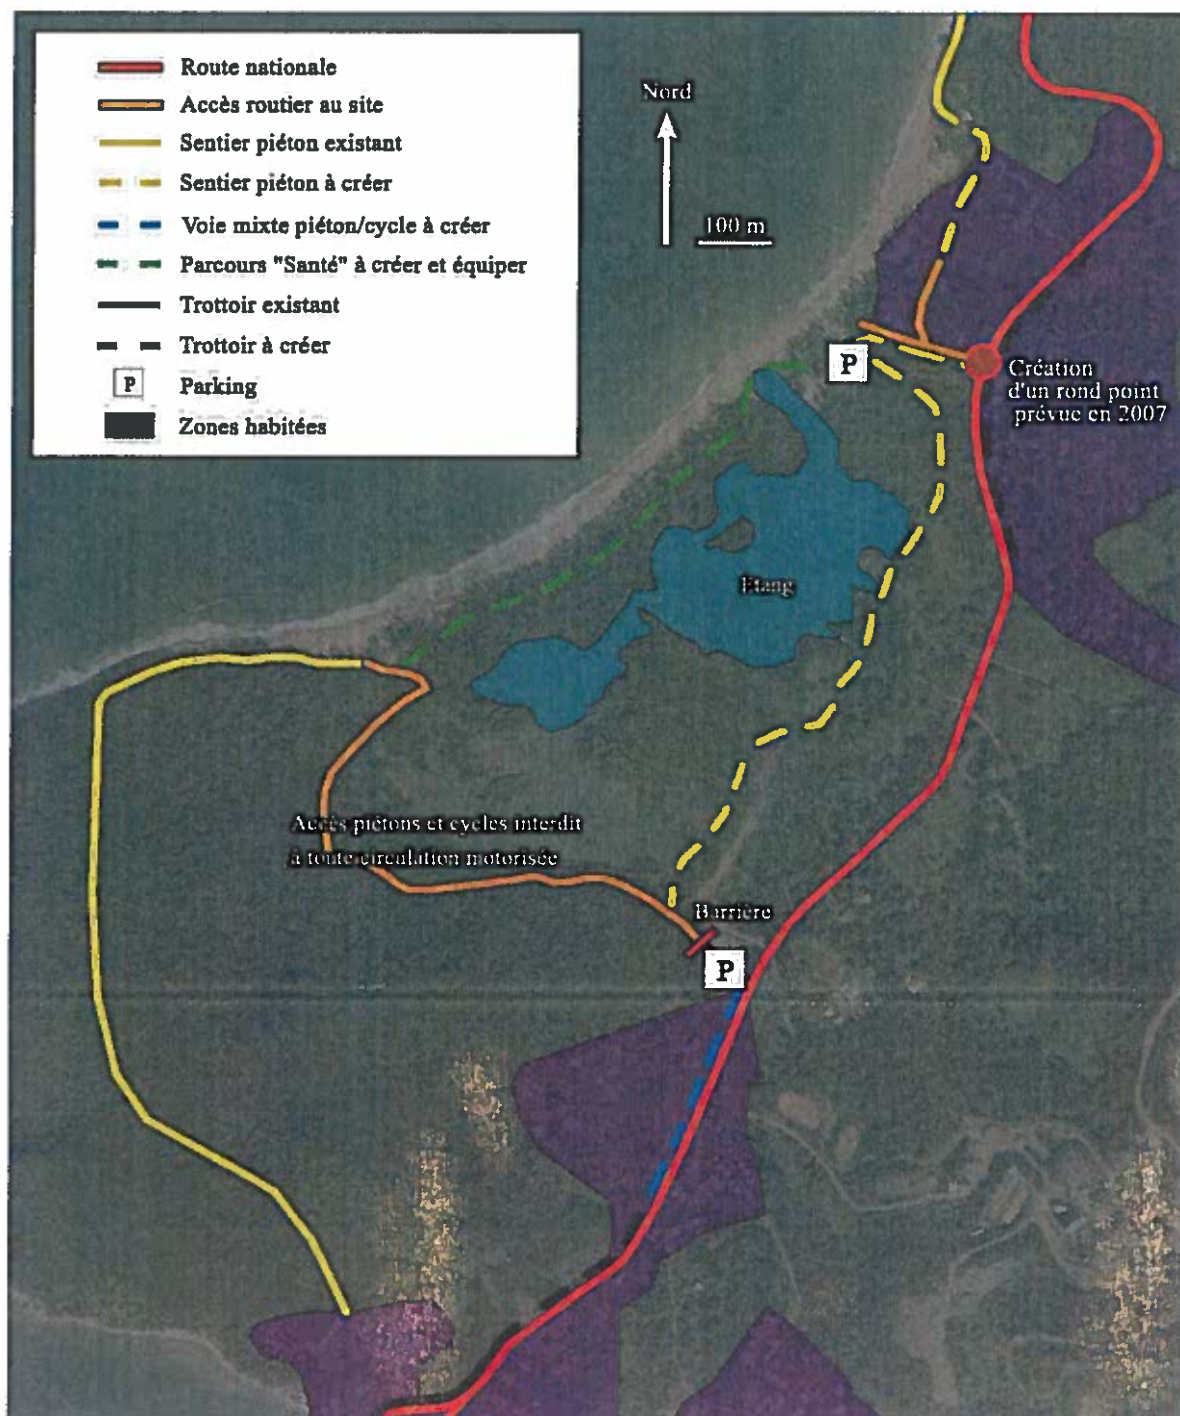 Route nationale
Accès routier au site
Sentier piéton existant
Sentier piéton à créer
Voie mixte piéton/cycle à créer
Parcours "Santé" à créer et équiper
Trottoir existant
Trottoir à créer
P Parking
Zones habitées
Nord
100 m
P
Création
d'un rond point
prévue en 2007
Etang
Accès piétons et cycles interdit
à toute circulation motorisée
Barrière
P